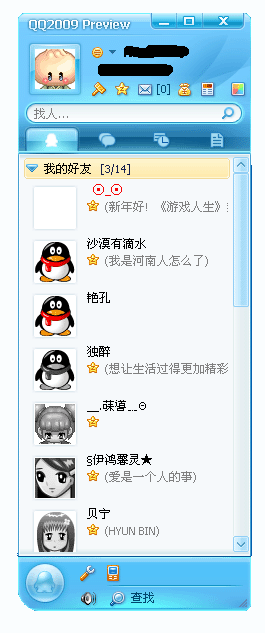 QQ2009 Preview
[0]
找人...
我的好友 [3/14]
⊙_⊙
(新年好！《游戏人生》
沙漠有滴水
(我是河南人怎么了)
艳孔
独醉
(想让生活过得更加精彩
§伊鸿馨灵★
(爱是一个人的事)
贝宁
(HYUN BIN)
查找